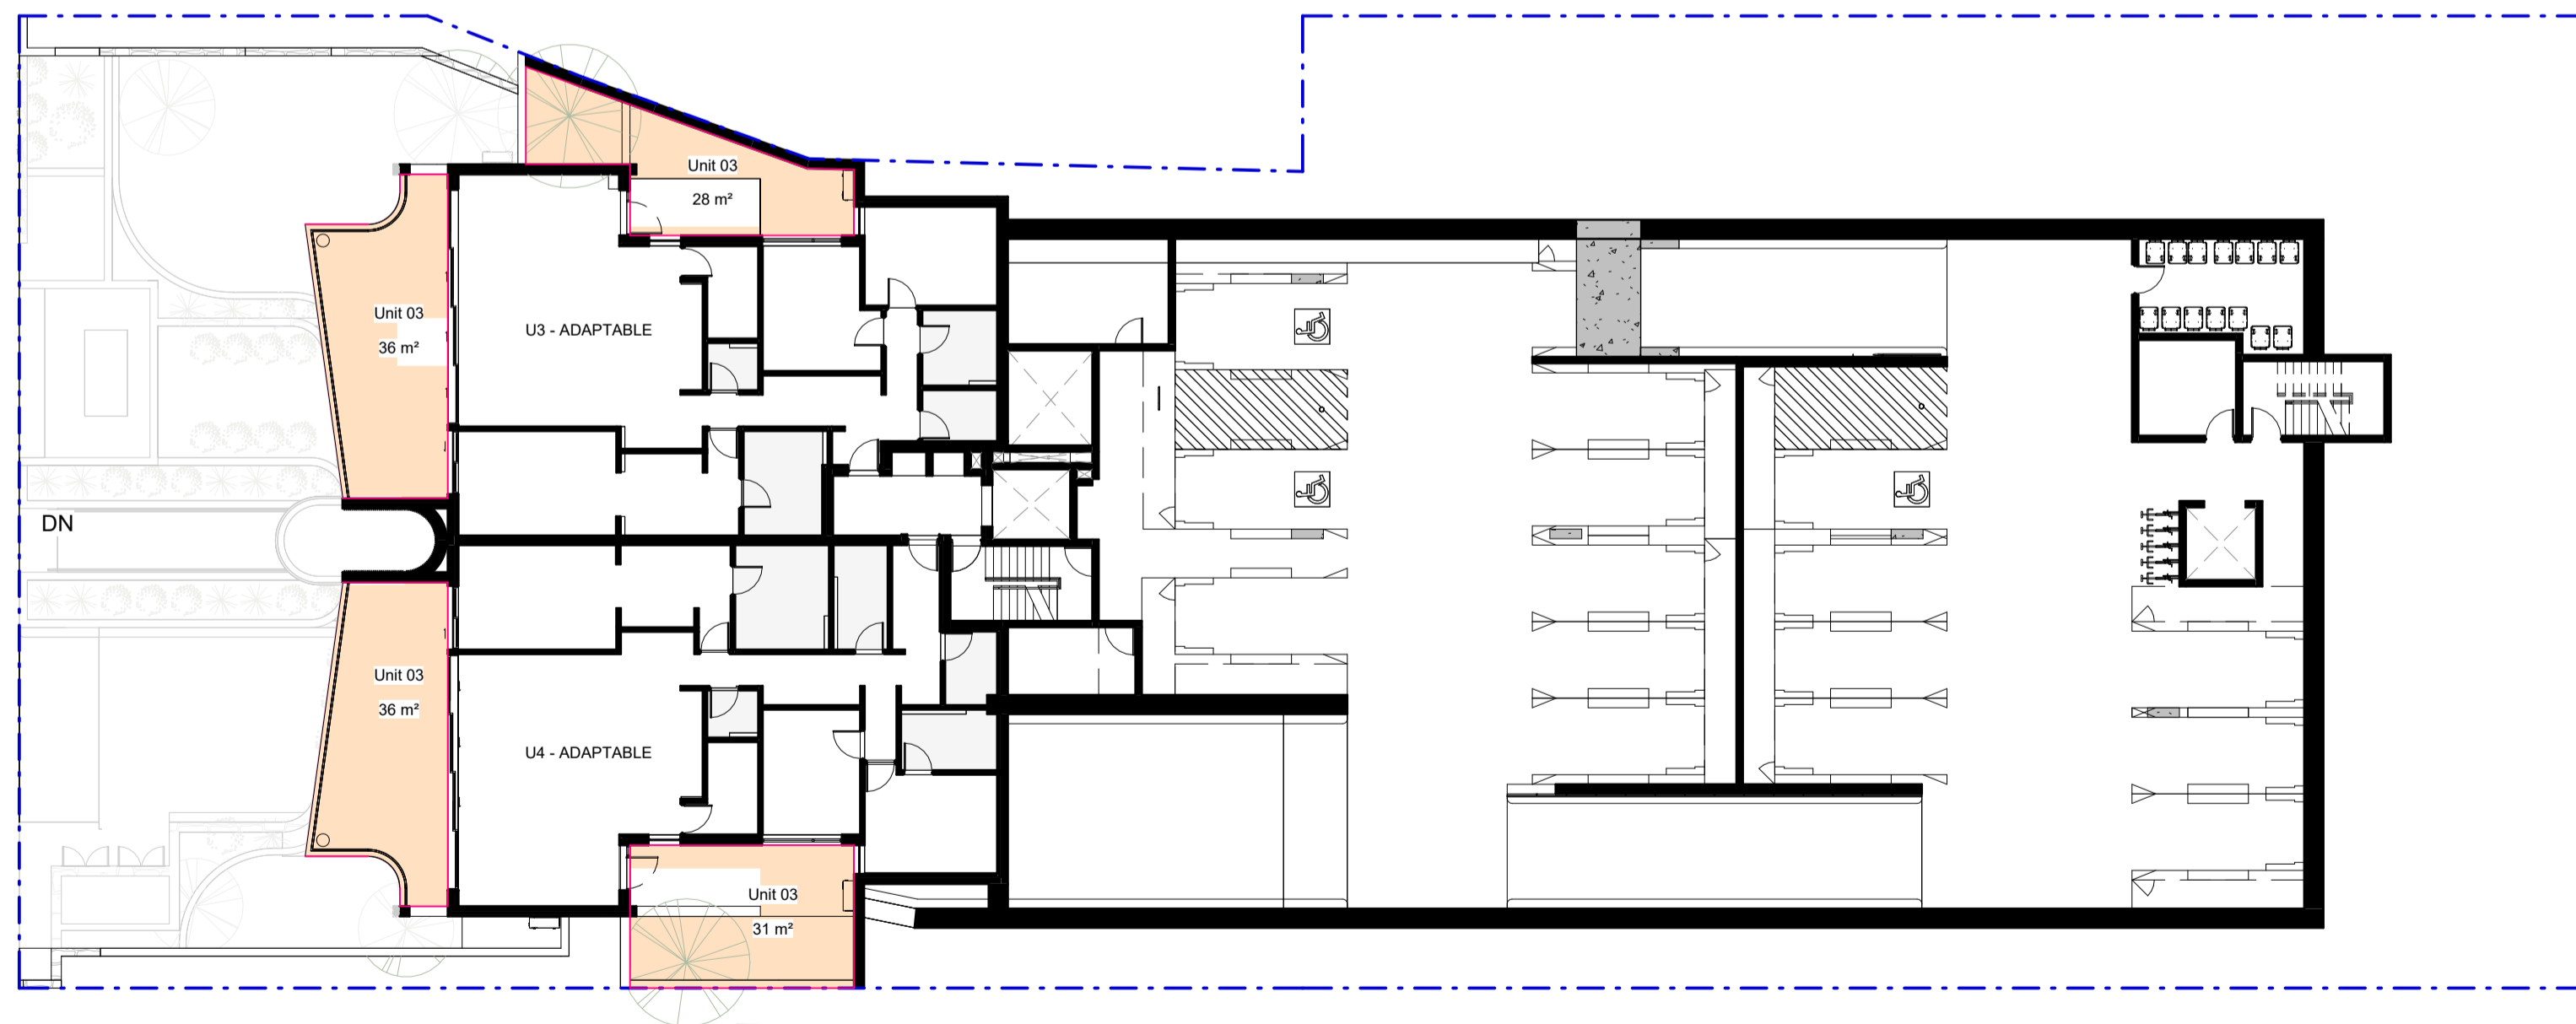 Unit 03
28 m²
Unit 03
36 m²
U3 - ADAPTABLE
DN
Unit 03
36 m²
U4 - ADAPTABLE
Unit 03
31 m²